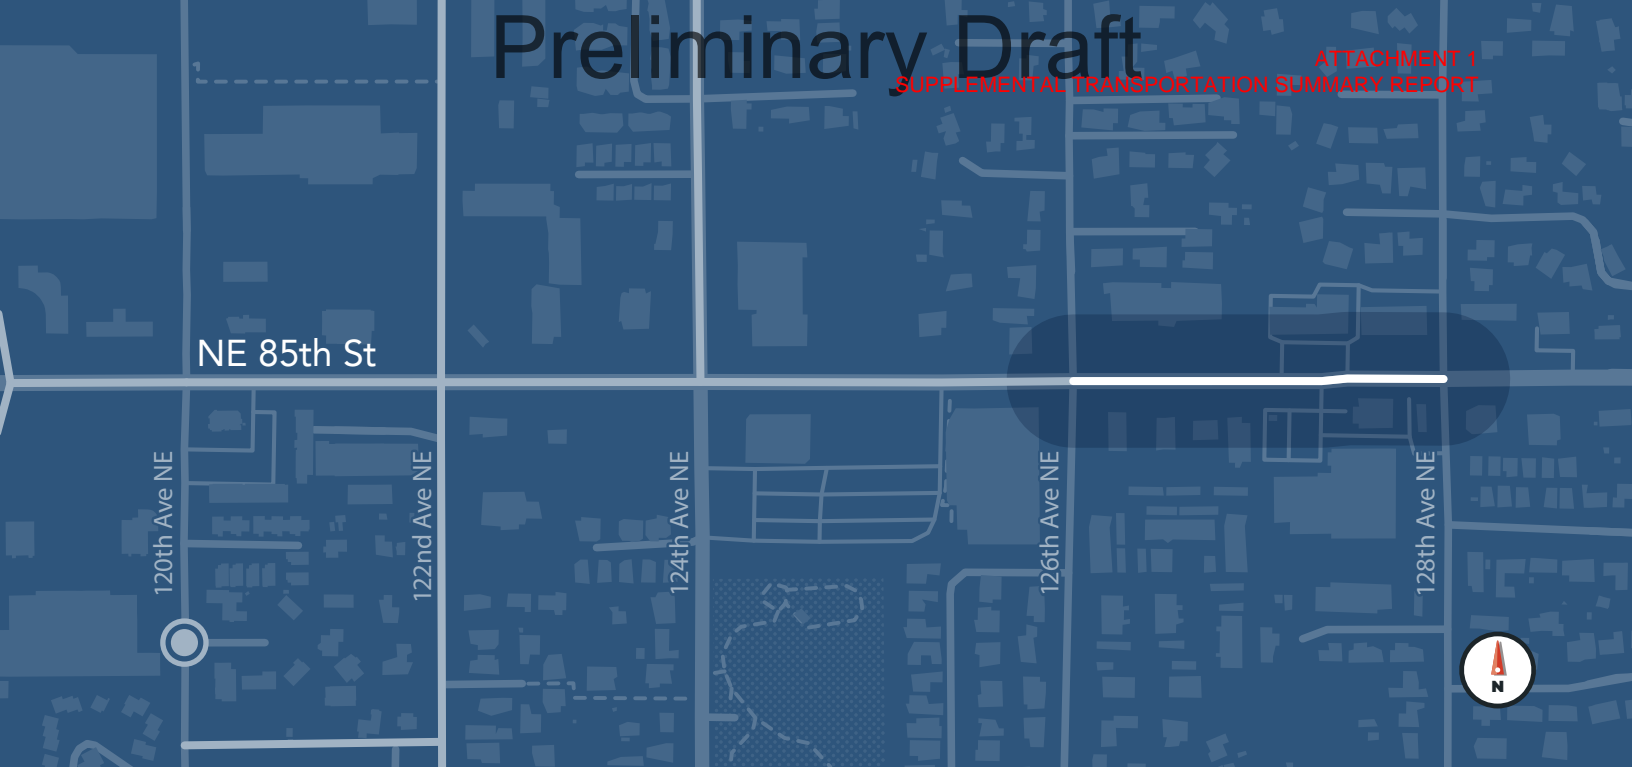 Preliminary Draft
ATTACHMENT 1
SUPPLEMENTAL TRANSPORTATION SUMMARY REPORT
NE 85th St
120th Ave NE
122nd Ave NE
124th Ave NE
126th Ave NE
128th Ave NE
N